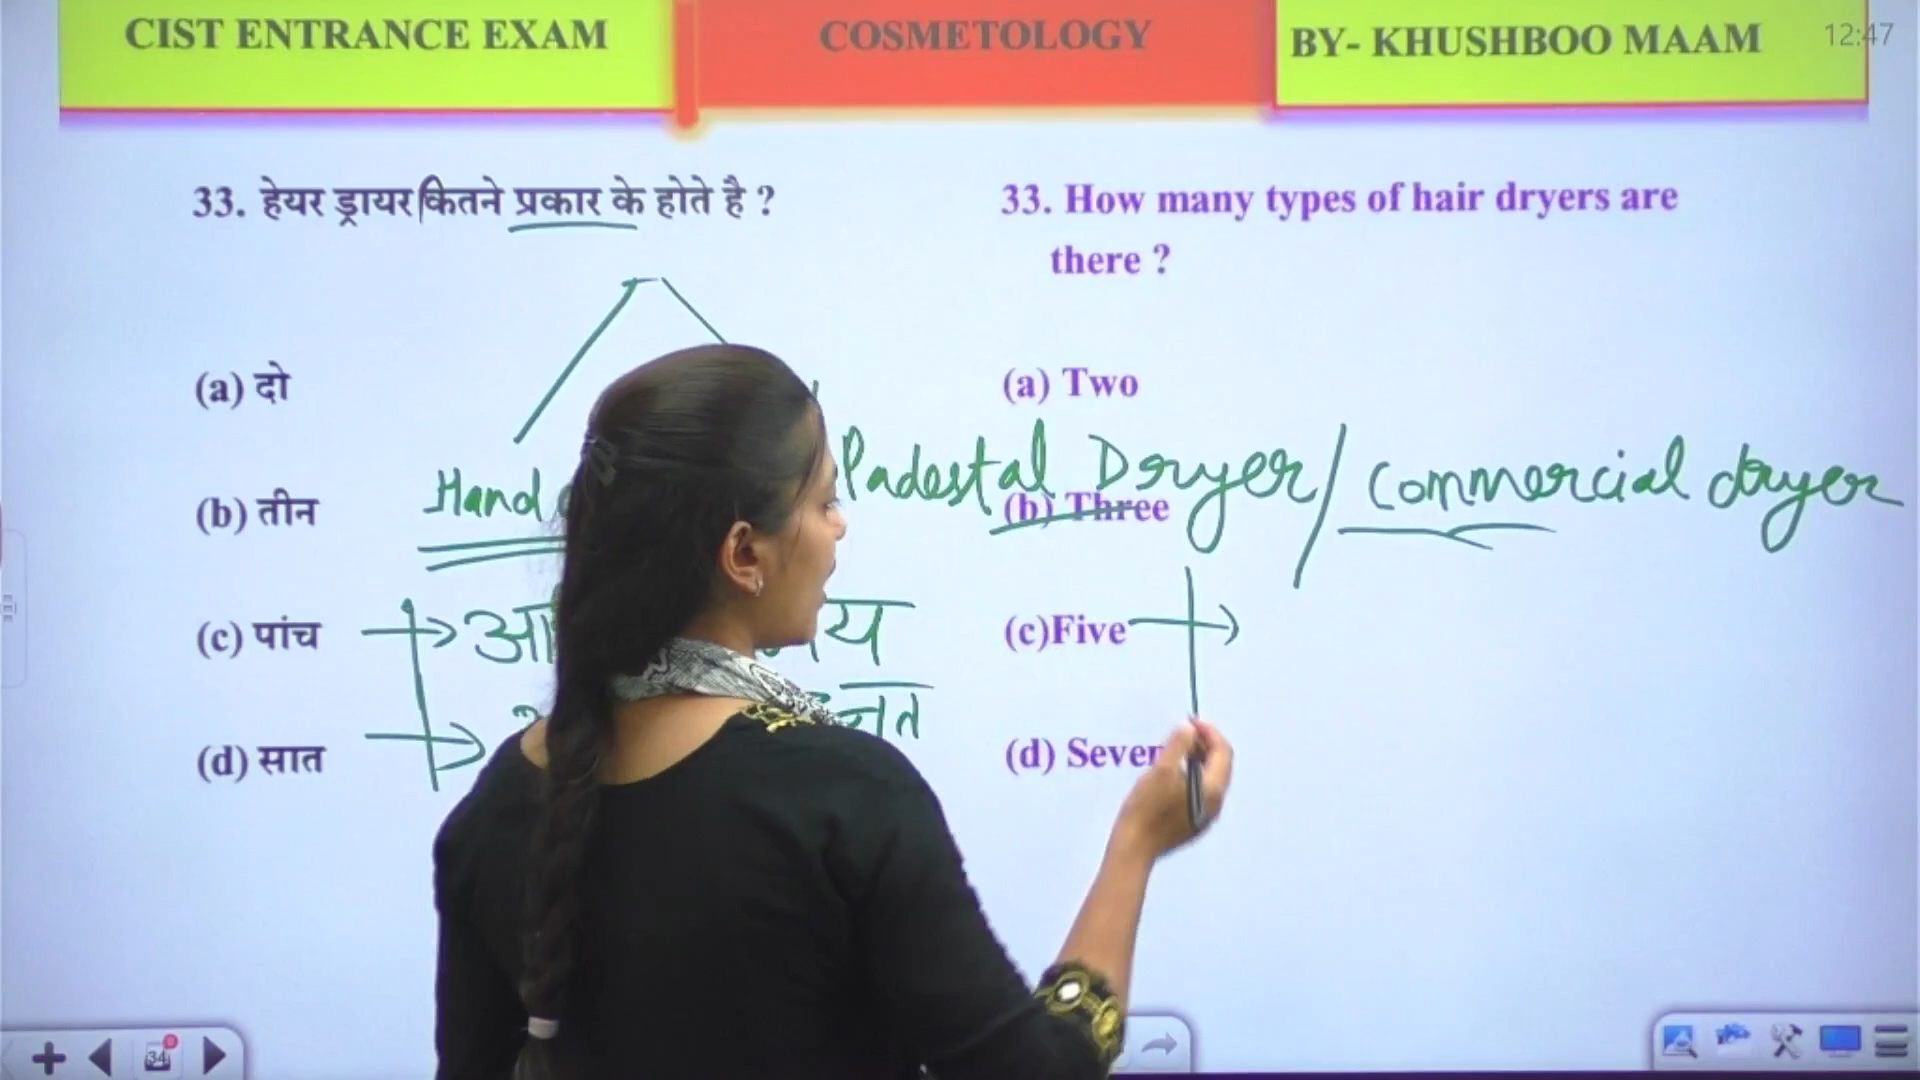 CIST ENTRANCE EXAM
COSMETOLOGY
BY- KHUSHBOO MAAM
12:47
33. हेयर ड्रायर कितने प्रकार के होते है ?
(a) दो
(b) तीन
(c) पांच
(d) सात
33. How many types of hair dryers are
there ?
(a) Two
(b) Three
(c)Five
(d) Seven
Hand
Padestal Dryer / Commercial dryer
34